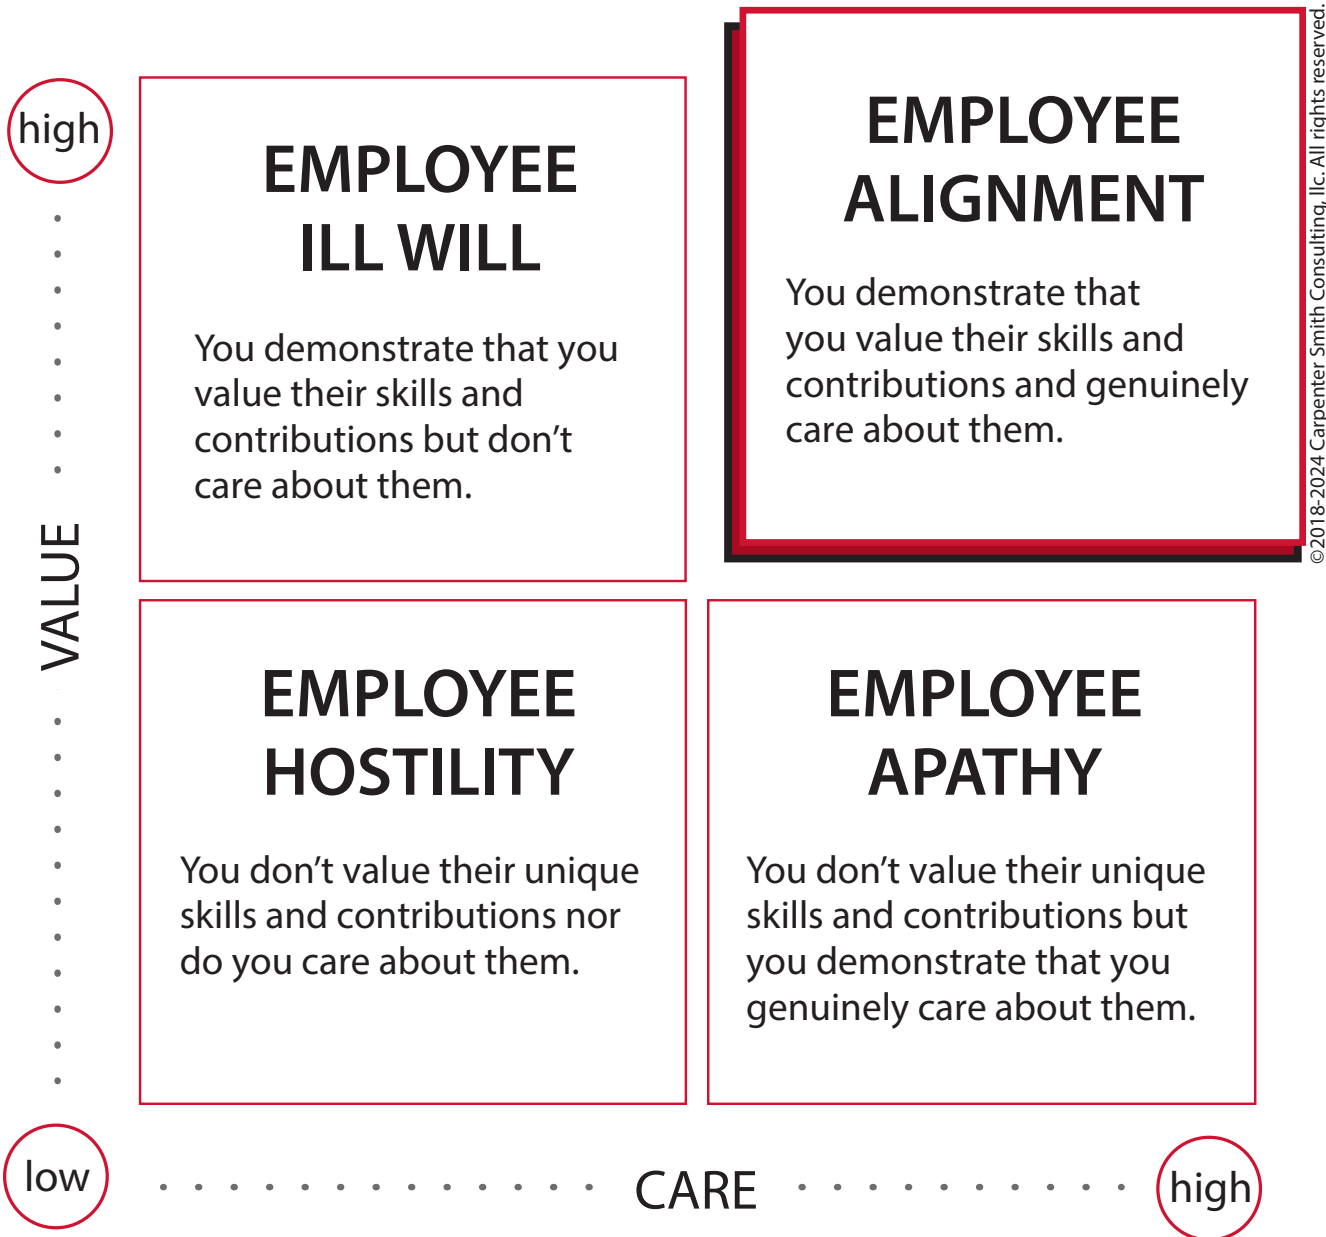 high
EMPLOYEE
ILL WILL
You demonstrate that you
value their skills and
contributions but don't
care about them.
EMPLOYEE
ALIGNMENT
You demonstrate that
you value their skills and
contributions and genuinely
care about them.
©2018-2024 Carpenter Smith Consulting, llc. All rights reserved.
VALUE
EMPLOYEE
HOSTILITY
You don't value their unique
skills and contributions nor
do you care about them.
EMPLOYEE
APATHY
You don't value their unique
skills and contributions but
you demonstrate that you
genuinely care about them.
low
CARE
high